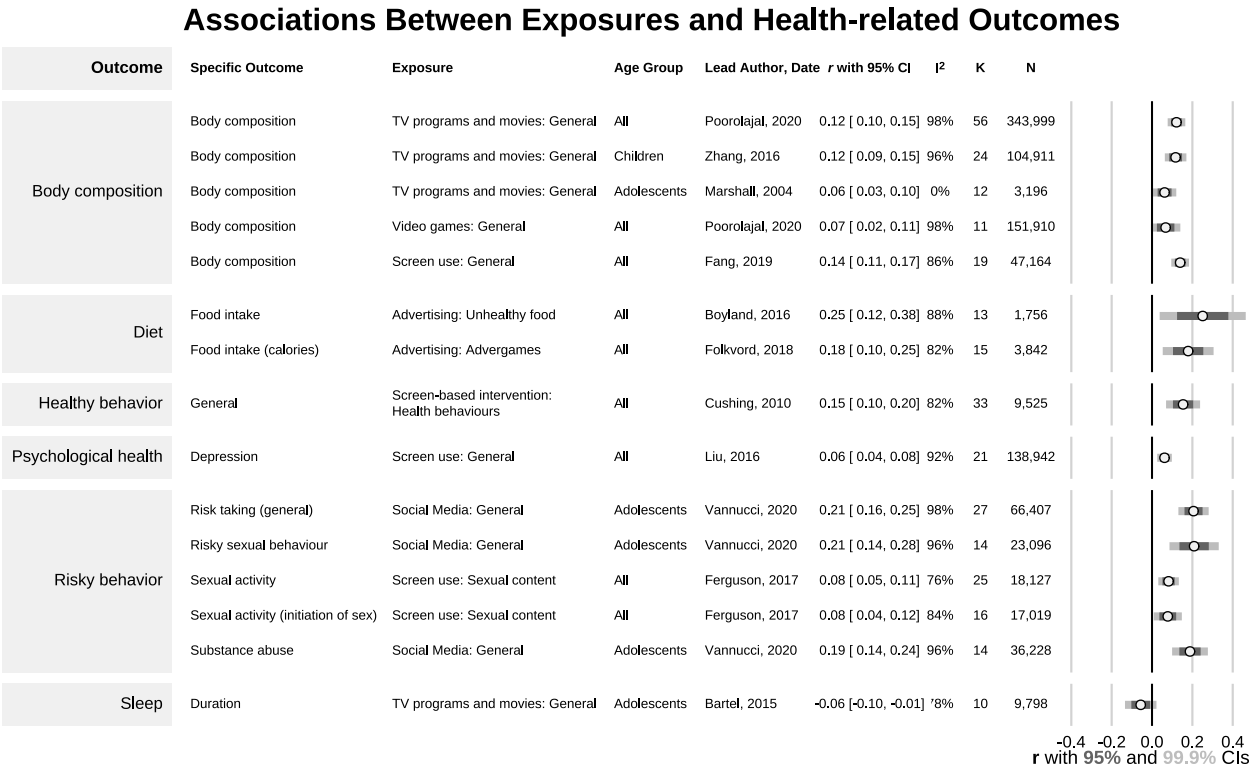 Associations Between Exposures and Health-related Outcomes
Outcome Specific Outcome Exposure Age Group Lead Author, Date r with 95% CI I² K N
Body composition TV programs and movies: General All Poorolajal, 2020 0.12 [ 0.10, 0.15] 98% 56 343,999
Body composition TV programs and movies: General Children Zhang, 2016 0.12 [ 0.09, 0.15] 96% 24 104,911
Body composition Body composition TV programs and movies: General Adolescents Marshall, 2004 0.06 [ 0.03, 0.10] 0% 12 3,196
Body composition Video games: General All Poorolajal, 2020 0.07 [ 0.02, 0.11] 98% 11 151,910
Body composition Screen use: General All Fang, 2019 0.14 [ 0.11, 0.17] 86% 19 47,164
Diet
Food intake Advertising: Unhealthy food All Boyland, 2016 0.25 [ 0.12, 0.38] 88% 13 1,756
Food intake (calories) Advertising: Advergames All Folkvord, 2018 0.18 [ 0.10, 0.25] 82% 15 3,842
Healthy behavior General Screen-based intervention: Health behaviours All Cushing, 2010 0.15 [ 0.10, 0.20] 82% 33 9,525
Psychological health Depression Screen use: General All Liu, 2016 0.06 [ 0.04, 0.08] 92% 21 138,942
Risk taking (general) Social Media: General Adolescents Vannucci, 2020 0.21 [ 0.16, 0.25] 98% 27 66,407
Risky sexual behaviour Social Media: General Adolescents Vannucci, 2020 0.21 [ 0.14, 0.28] 96% 14 23,096
Risky behavior Sexual activity Screen use: Sexual content All Ferguson, 2017 0.08 [ 0.05, 0.11] 76% 25 18,127
Sexual activity (initiation of sex) Screen use: Sexual content All Ferguson, 2017 0.08 [ 0.04, 0.12] 84% 16 17,019
Substance abuse Social Media: General Adolescents Vannucci, 2020 0.19 [ 0.14, 0.24] 96% 14 36,228
Sleep Duration TV programs and movies: General Adolescents Bartel, 2015 -0.06 [-0.10, -0.01] 10 9,798
-0.4 -0.2 0.0 0.2 0.4
r with 95% and 99.9% CIs